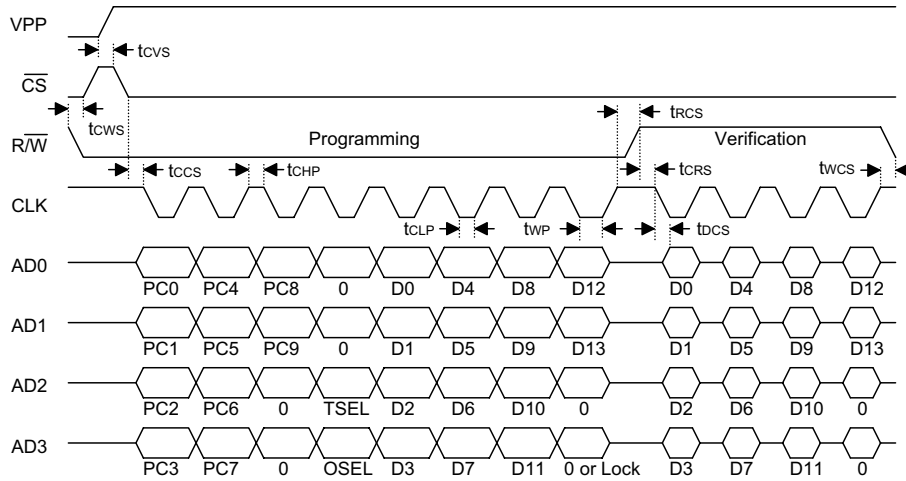 VPP
tCVS
C̅S̅
tCWS
tRCS
R/W̅
Programming
Verification
tCCS
tCHP
tCRS
tWCS
CLK
tCLP
tWP
tDCS
AD0
PC0 PC4 PC8 0 D0 D4 D8 D12 D0 D4 D8 D12
AD1
PC1 PC5 PC9 0 D1 D5 D9 D13 D1 D5 D9 D13
AD2
PC2 PC6 0 TSEL D2 D6 D10 0 D2 D6 D10 0
AD3
PC3 PC7 0 OSEL D3 D7 D11 0 or Lock D3 D7 D11 0